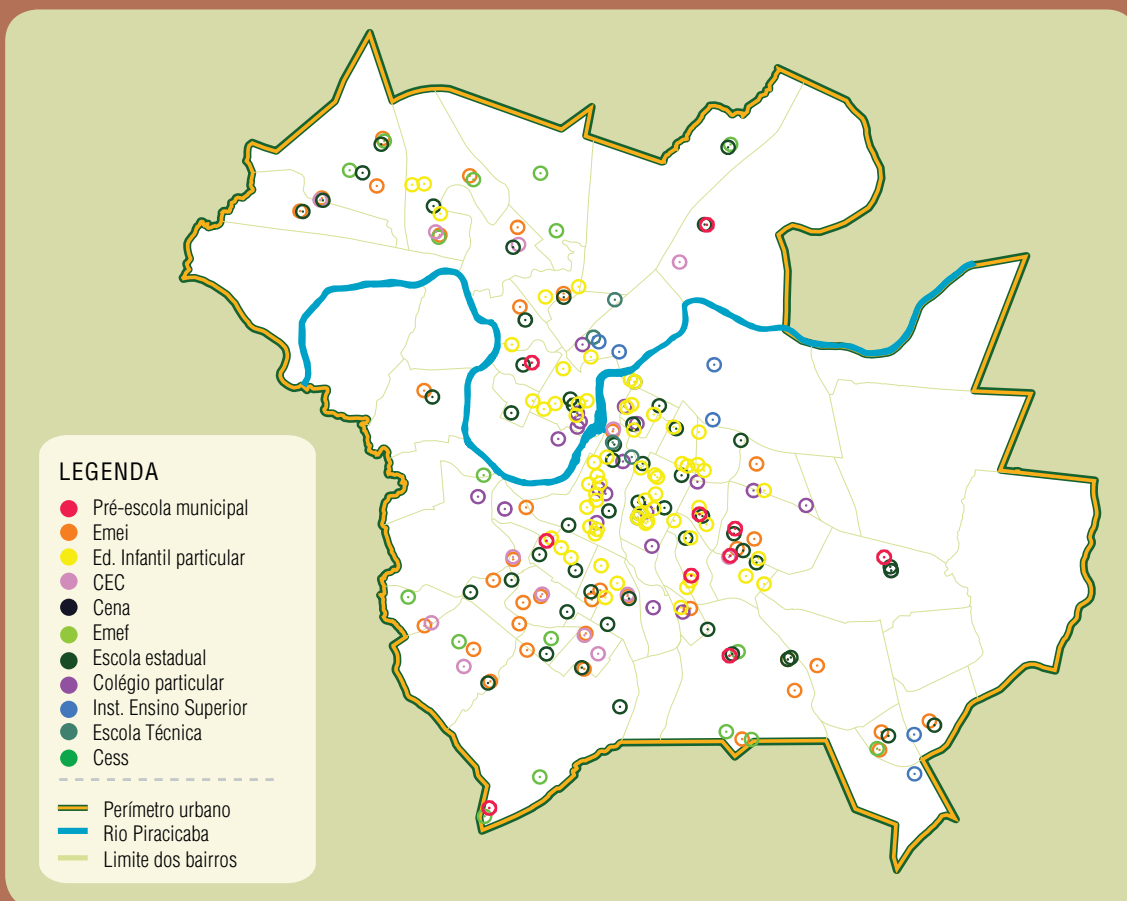 LEGENDA
Pré-escola municipal
Emei
Ed. Infantil particular
CEC
Cena
Emef
Escola estadual
Colégio particular
Inst. Ensino Superior
Escola Técnica
Cess
Perímetro urbano
Rio Piracicaba
Limite dos bairros